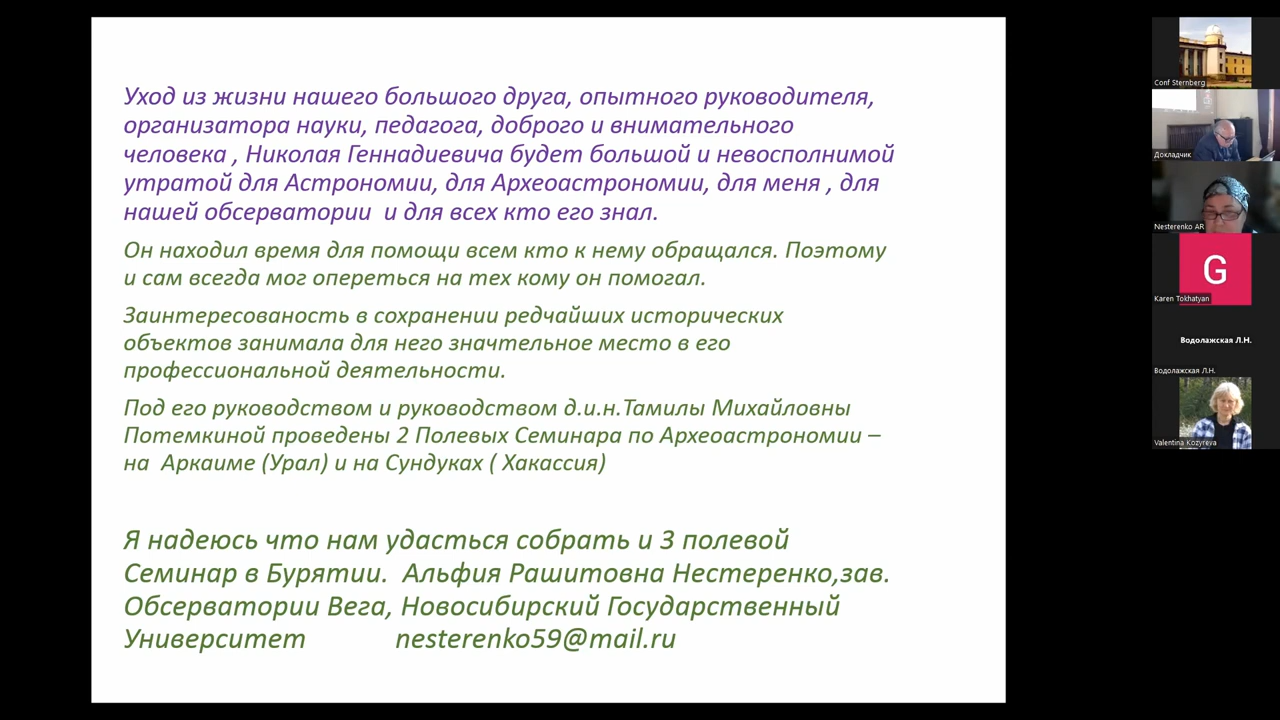 Уход из жизни нашего большого друга, опытного руководителя,
организатора науки, педагога, доброго и внимательного
человека , Николая Геннадиевича будет большой и невосполнимой
утратой для Астрономии, для Археоастрономии, для меня , для
нашей обсерватории и для всех кто его знал.
Он находил время для помощи всем кто к нему обращался. Поэтому
и сам всегда мог опереться на тех кому он помогал.
Заинтересованость в сохранении редчайших исторических
объектов занимала для него значтельное место в его
профессиональной деятельности.
Под его руководством и руководством д.и.н.Тамилы Михайловны
Потемкиной проведены 2 Полевых Семинара по Археоастрономии –
на Аркаиме (Урал) и на Сундуках ( Хакассия)
Я надеюсь что нам удасться собрать и 3 полевой
Семинар в Бурятии. Альфия Рашитовна Нестеренко,зав.
Обсерватории Вега, Новосибирский Государственный
Университет nesterenko59@mail.ru
Conf Sternberg
Докладчик
Nesterenko AR
G
Karen Tokhatyan
Водолажская Л.Н.
Водолажская Л.Н.
Valentina Kozyreva